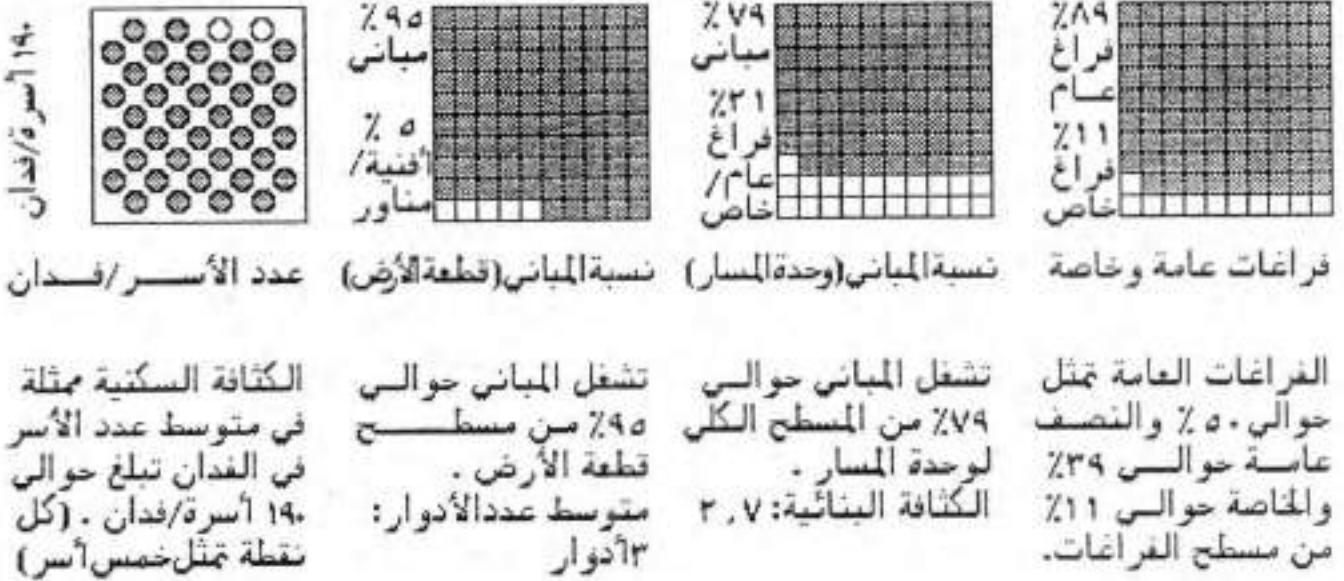 ٨٩٪
فراغ
عام
١١٪
فراغ
خاص
فراغات عامة وخاصة
الفراغات العامة تمثل
حوالي ٥٠٪ والنصف
عامة حوالي ٣٩٪
والخاصة حوالي ١١٪
من مسطح الفراغات.
٧٩٪
مباني
٢١٪
فراغ
عام/
خاص
نسبة المباني (وحدة المسار)
تشغل المباني حوالي
٧٩٪ من المسطح الكلي
لوحدة المسار.
الكثافة البنائية: ٢,٧
٩٥٪
مباني
٥٪
أفنية/
مناور
نسبة المباني (قطعة الأرض)
تشغل المباني حوالي
٩٥٪ من مسطح
قطعة الأرض.
متوسط عدد الأدوار:
٣ أدوار
١٩٠ أسرة/فدان
عدد الأسر/فدان
الكثافة السكنية ممثلة
في متوسط عدد الأسر
في الفدان تبلغ حوالي
١٩٠ أسرة/فدان. (كل
نقطة تمثل خمس أسر)